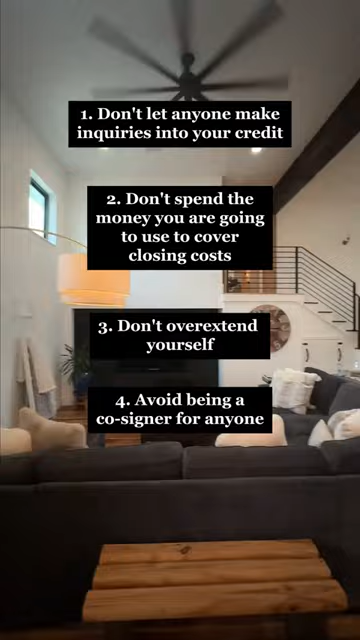 1. Don't let anyone make
inquiries into your credit
2. Don't spend the
money you are going
to use to cover
closing costs
3. Don't overextend
yourself
4. Avoid being a
co-signer for anyone